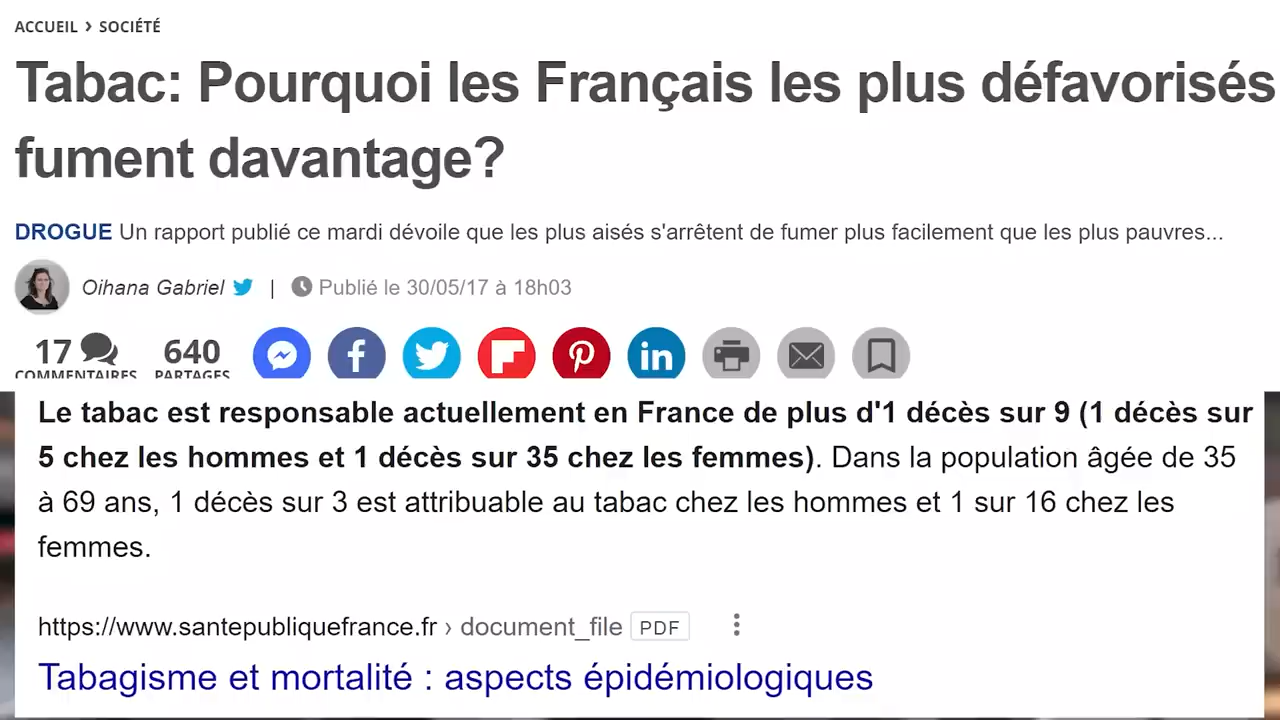 ACCUEIL › SOCIÉTÉ
Tabac: Pourquoi les Français les plus défavorisés
fument davantage?
DROGUE Un rapport publié ce mardi dévoile que les plus aisés s'arrêtent de fumer plus facilement que les plus pauvres...
Oihana Gabriel | Publié le 30/05/17 à 18h03
17 640
COMMENTAIRES PARTAGES
Le tabac est responsable actuellement en France de plus d'1 décès sur 9 (1 décès sur
5 chez les hommes et 1 décès sur 35 chez les femmes). Dans la population âgée de 35
à 69 ans, 1 décès sur 3 est attribuable au tabac chez les hommes et 1 sur 16 chez les
femmes.
https://www.santepubliquefrance.fr › document_file PDF
Tabagisme et mortalité : aspects épidémiologiques